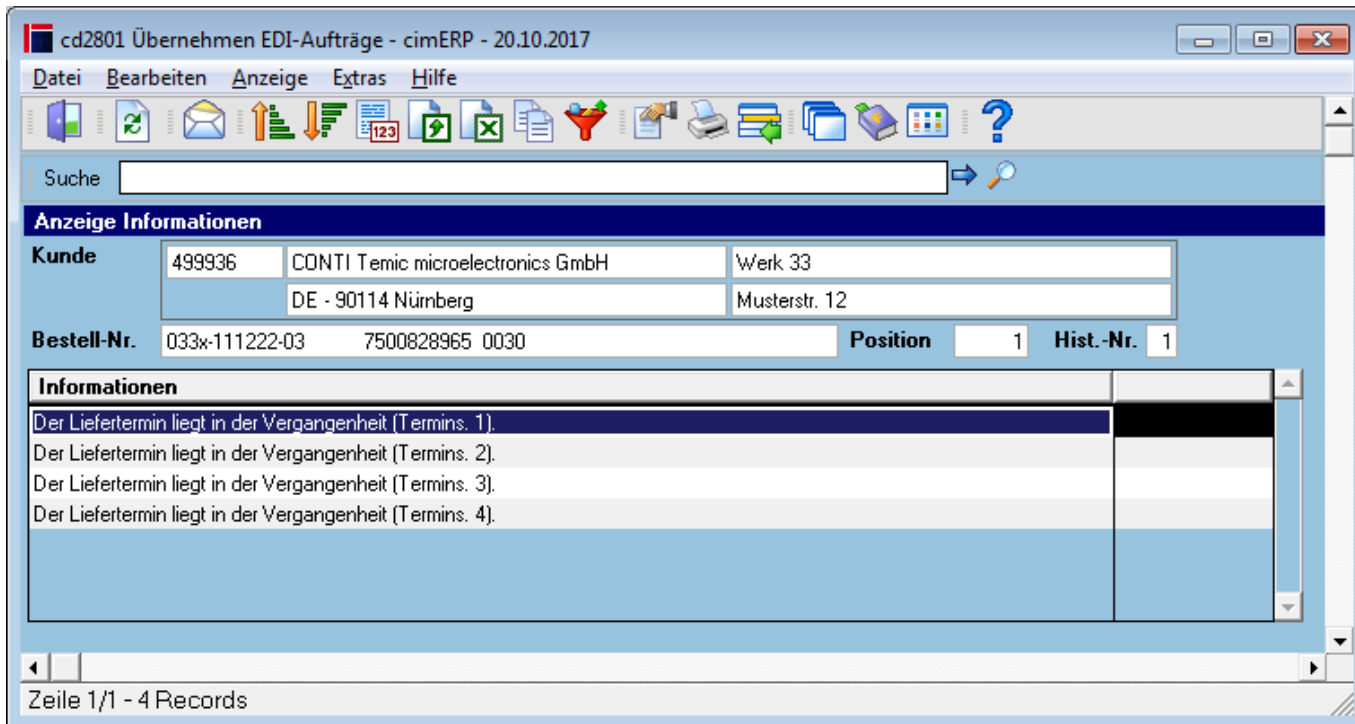 cd2801 Übernehmen EDI-Aufträge - cimERP - 20.10.2017
Datei Bearbeiten Anzeige Extras Hilfe
123
Suche
Anzeige Informationen
Kunde 499936 CONTI Temic microelectronics GmbH Werk 33
DE - 90114 Nürnberg Musterstr. 12
Bestell-Nr. 033x-111222-03 7500828965 0030 Position 1 Hist.-Nr. 1
Informationen
Der Liefertermin liegt in der Vergangenheit (Termins. 1).
Der Liefertermin liegt in der Vergangenheit (Termins. 2).
Der Liefertermin liegt in der Vergangenheit (Termins. 3).
Der Liefertermin liegt in der Vergangenheit (Termins. 4).
Zeile 1/1 - 4 Records